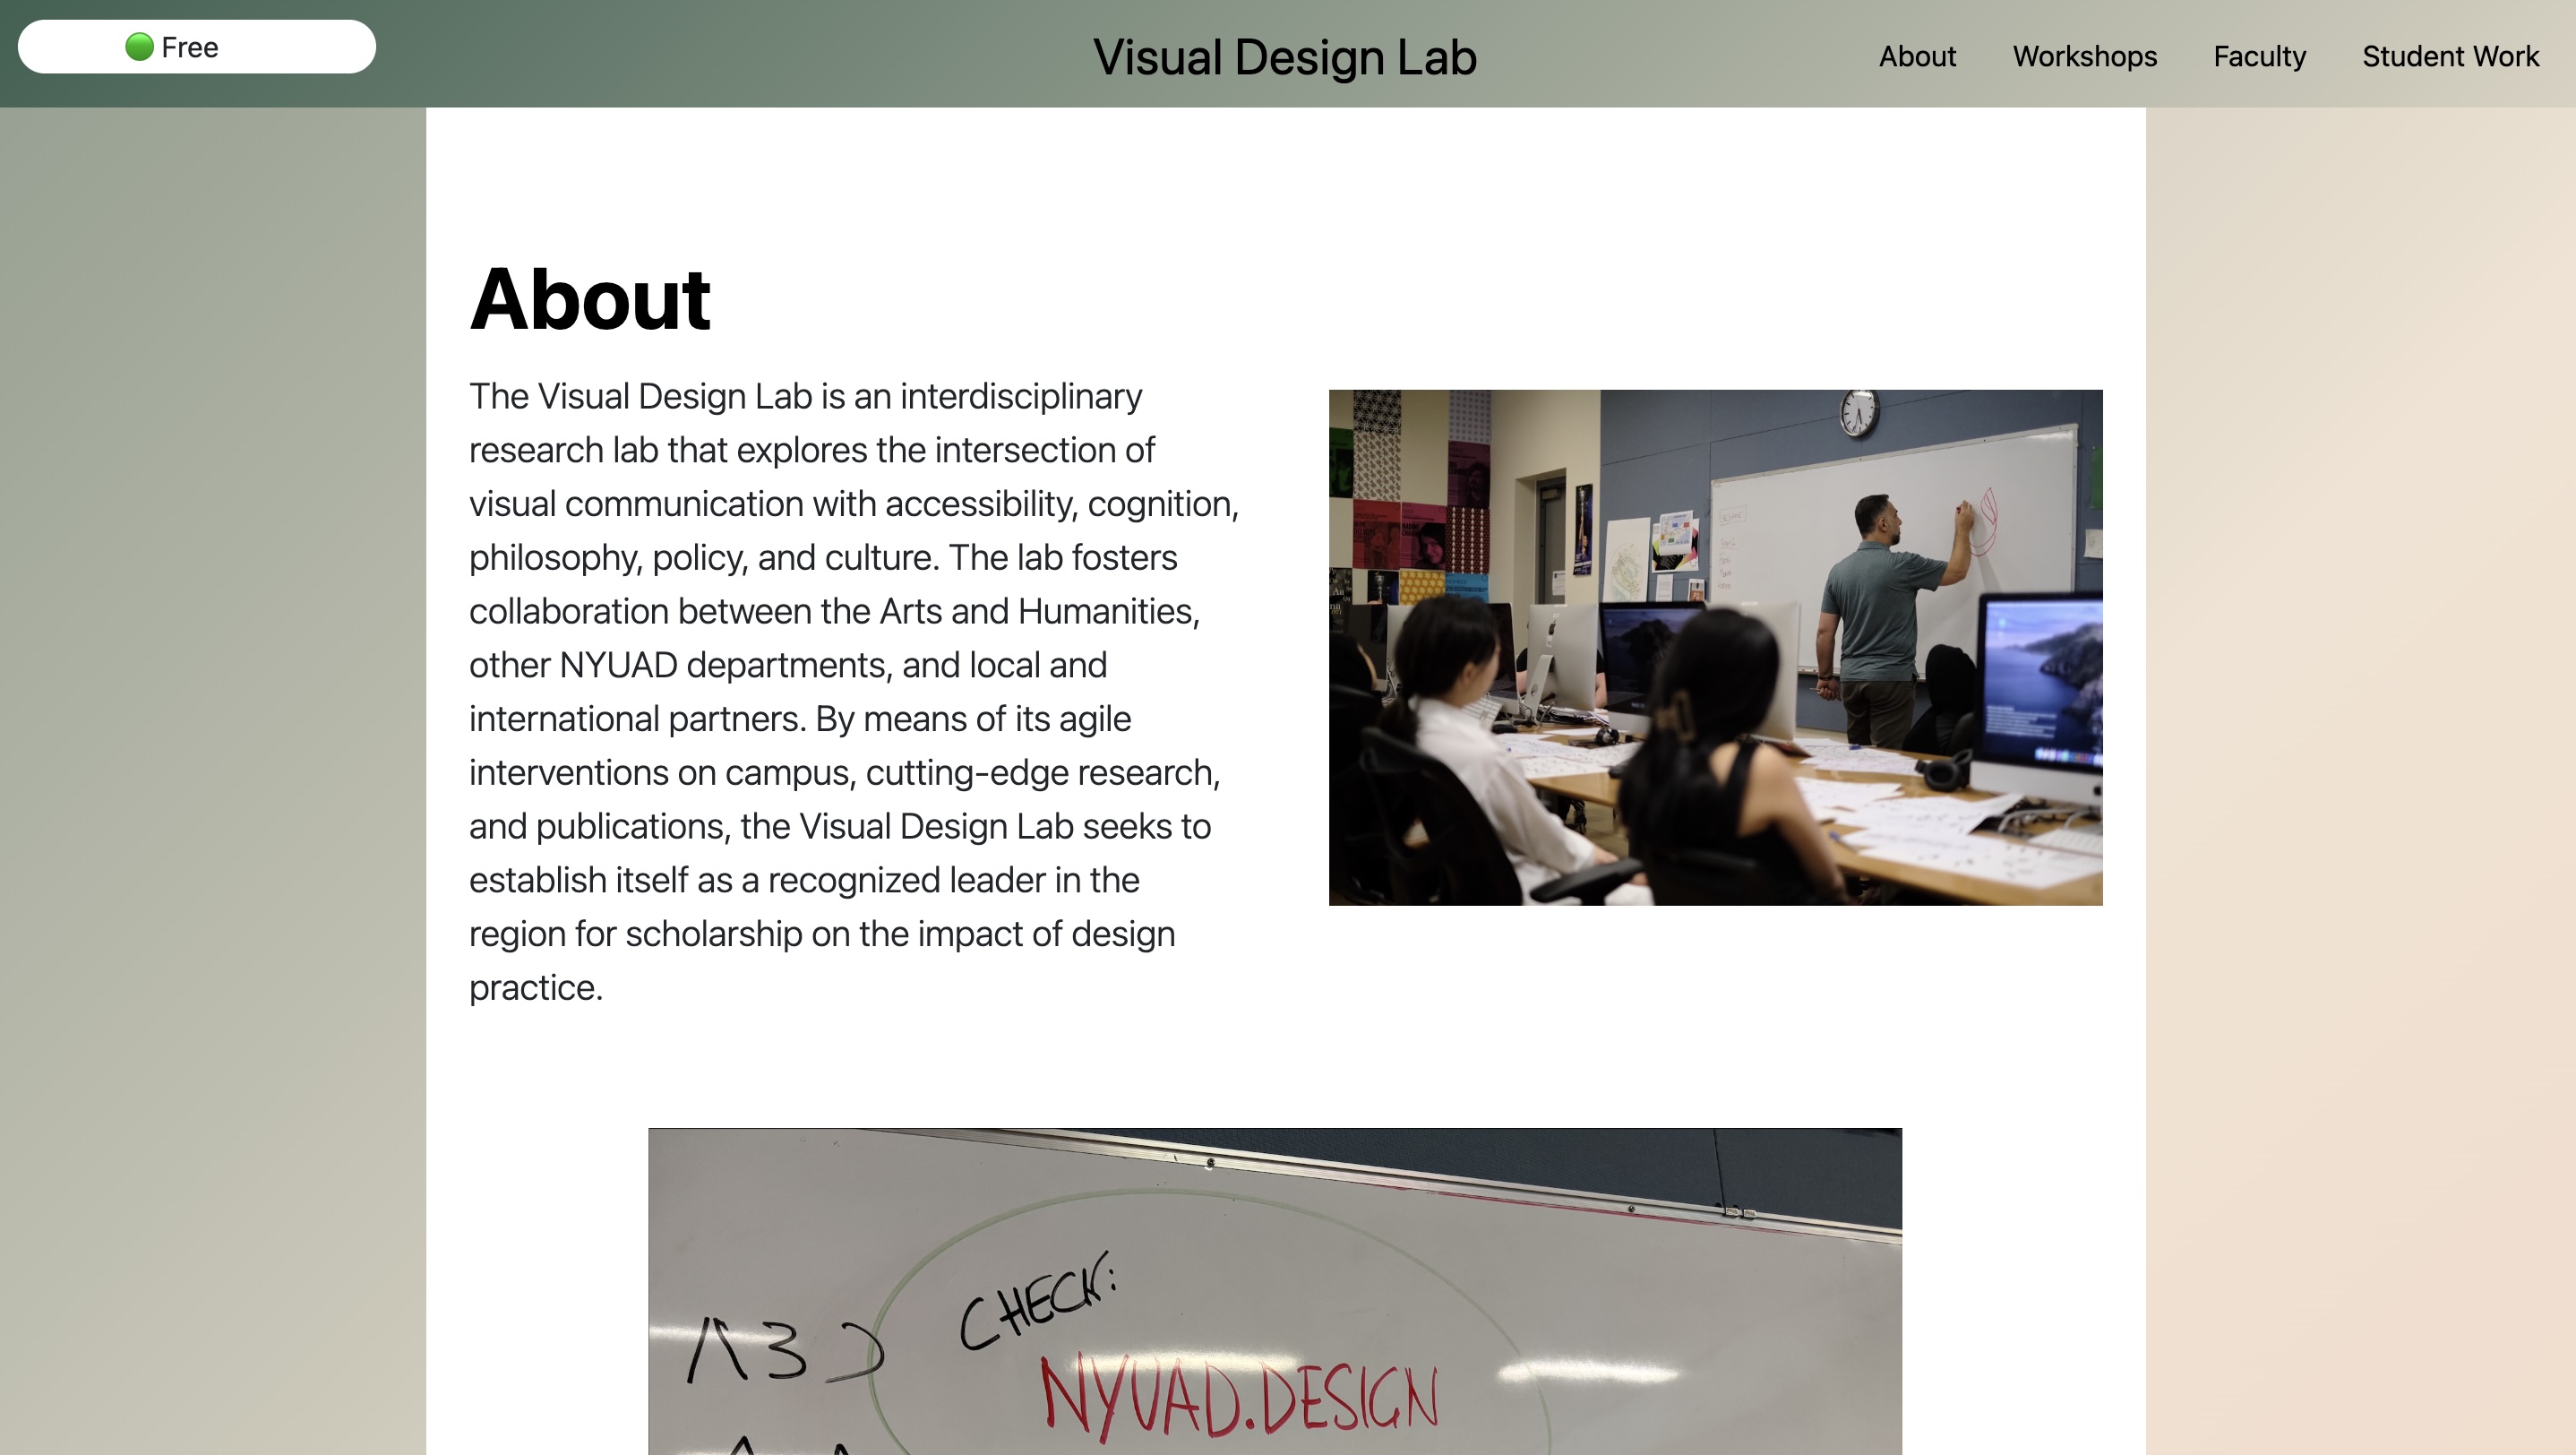 🟢 Free
Visual Design Lab
About
Workshops
Faculty
Student Work
About
The Visual Design Lab is an interdisciplinary
research lab that explores the intersection of
visual communication with accessibility, cognition,
philosophy, policy, and culture. The lab fosters
collaboration between the Arts and Humanities,
other NYUAD departments, and local and
international partners. By means of its agile
interventions on campus, cutting-edge research,
and publications, the Visual Design Lab seeks to
establish itself as a recognized leader in the
region for scholarship on the impact of design
practice.
CHECK:
NYUAD.DESIGN